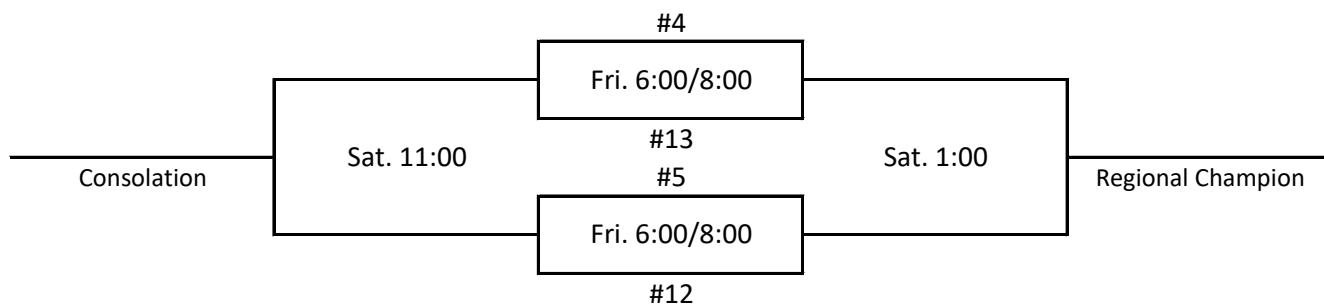 #4
Fri. 6:00/8:00
#13
Sat. 11:00
Sat. 1:00
Consolation
#5
Regional Champion
Fri. 6:00/8:00
#12